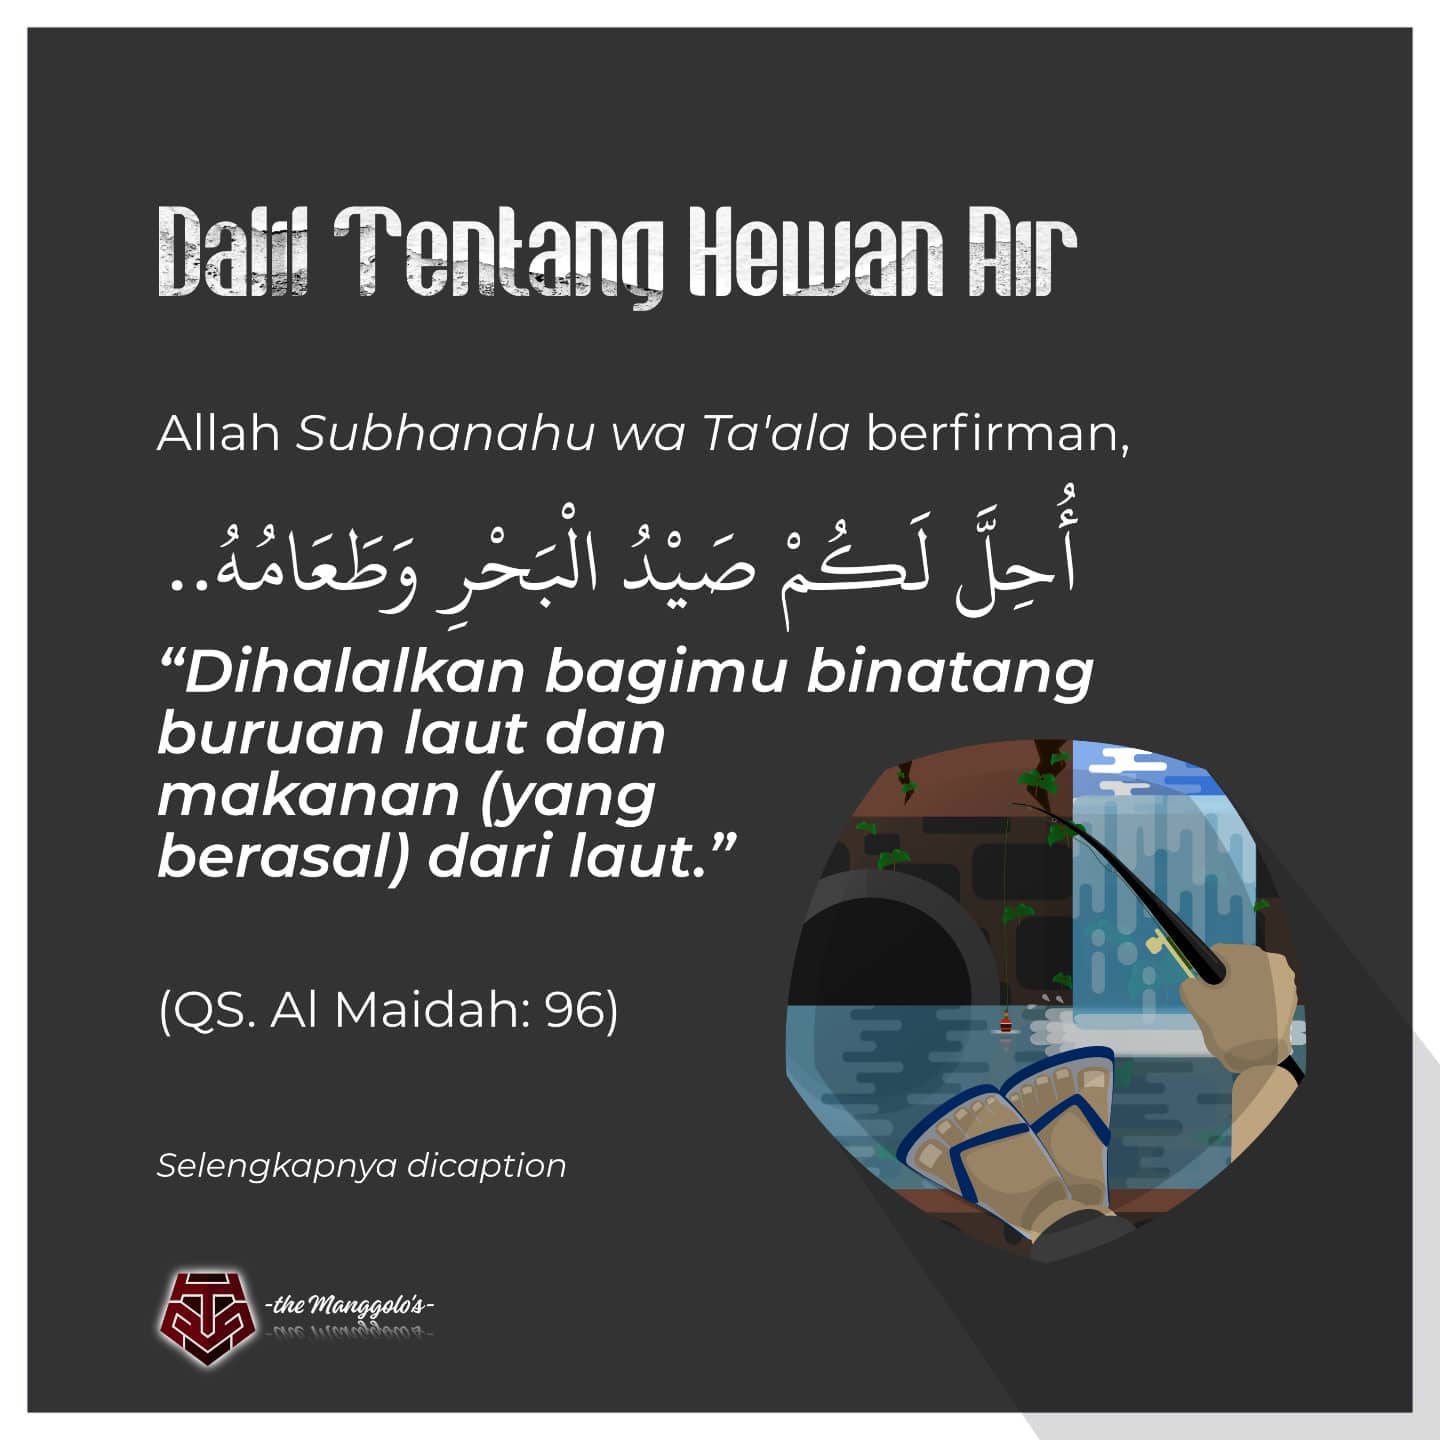 Dalil Tentang Hewan Air
Allah Subhanahu wa Ta'ala berfirman,
أُحِلَّ لَكُمْ صَيْدُ الْبَحْرِ وَطَعَامُهُ..
“Dihalalkan bagimu binatang
buruan laut dan
makanan (yang
berasal) dari laut.”
(QS. Al Maidah: 96)
Selengkapnya dicaption
-the Manggolo's-